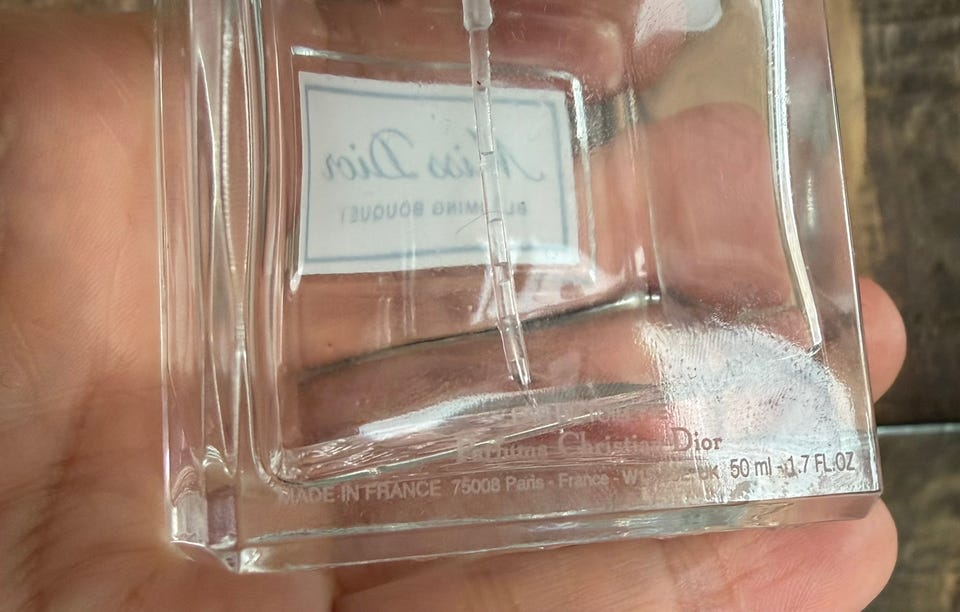 Miss Dior
BLOOMING BOUQUET
Parfums Christian Dior
MADE IN FRANCE 75008 Paris - France - 50 ml - 1.7 FL.OZ